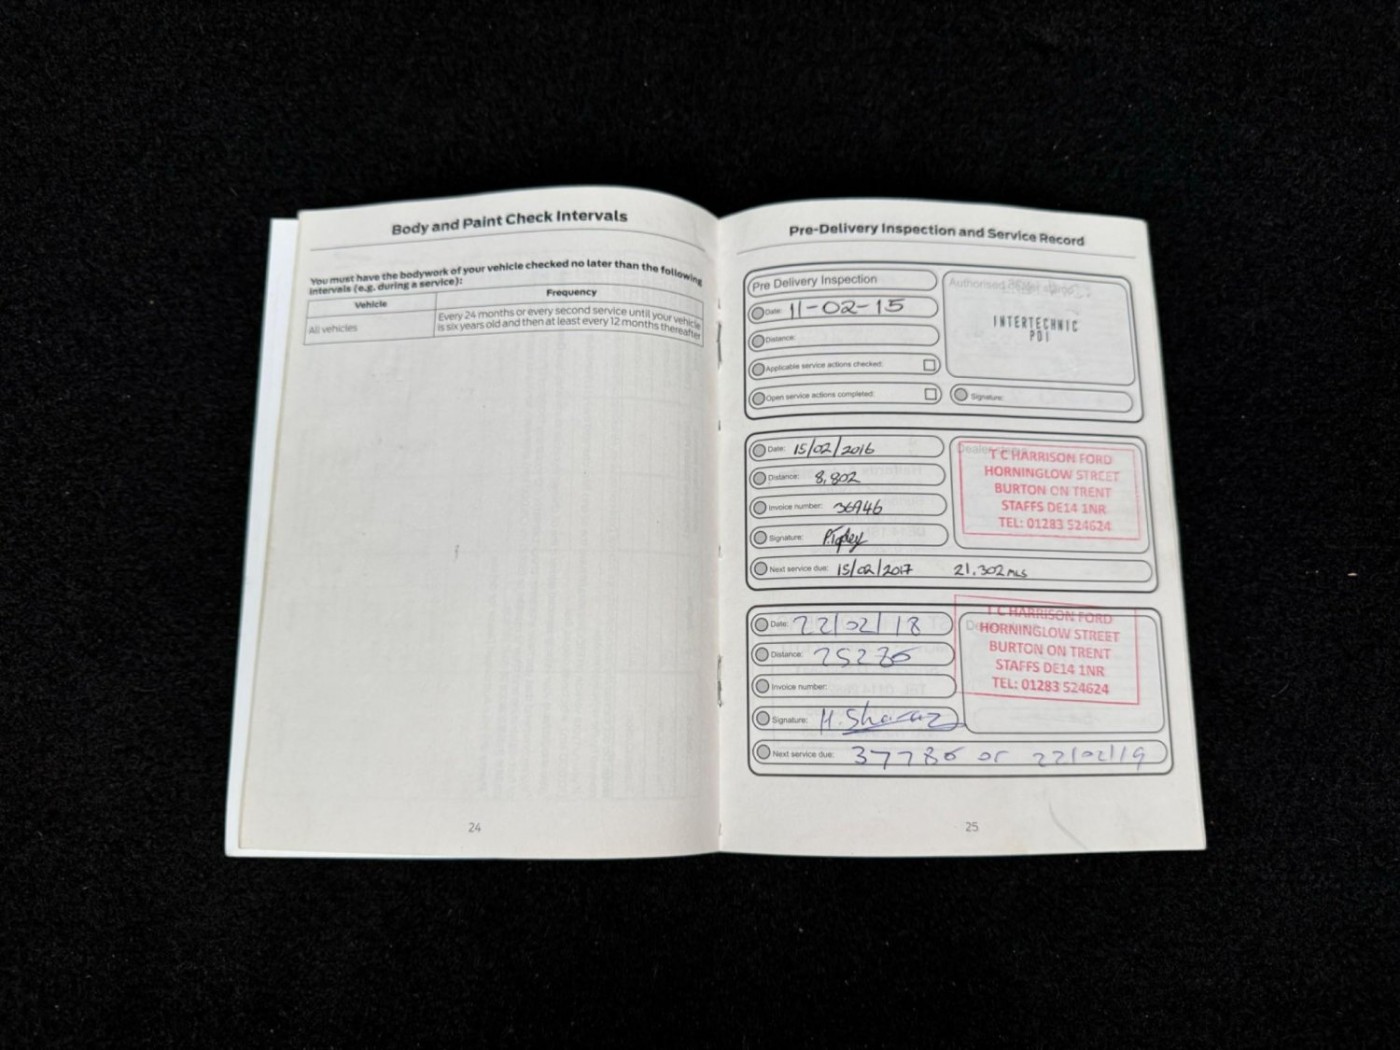 Body and Paint Check Intervals
You must have the bodywork of your vehicle checked no later than the following
intervals (e.g. during a service):
Vehicle Frequency
All vehicles Every 24 months or every second service until your vehicle
is six years old and then at least every 12 months thereafter
24
Pre-Delivery Inspection and Service Record
Pre Delivery Inspection
Date: 11-02-15
Distance:
Applicable service actions checked:
Open service actions completed:
Authorised
INTERTECHNIC
PDI
Signature:
Date: 15/02/2016
Distance: 8,802
Invoice number: 36946
Signature:
Next service due: 15/02/2017 21,302 MLS
T C HARRISON FORD
HORNINGLOW STREET
BURTON ON TRENT
STAFFS DE14 1NR
TEL: 01283 524624
Date: 22/02/18
Distance:
Invoice number:
Signature: H.
Next service due: 37786 or 22/02/19
T C HARRISON FORD
HORNINGLOW STREET
BURTON ON TRENT
STAFFS DE14 1NR
TEL: 01283 524624
25